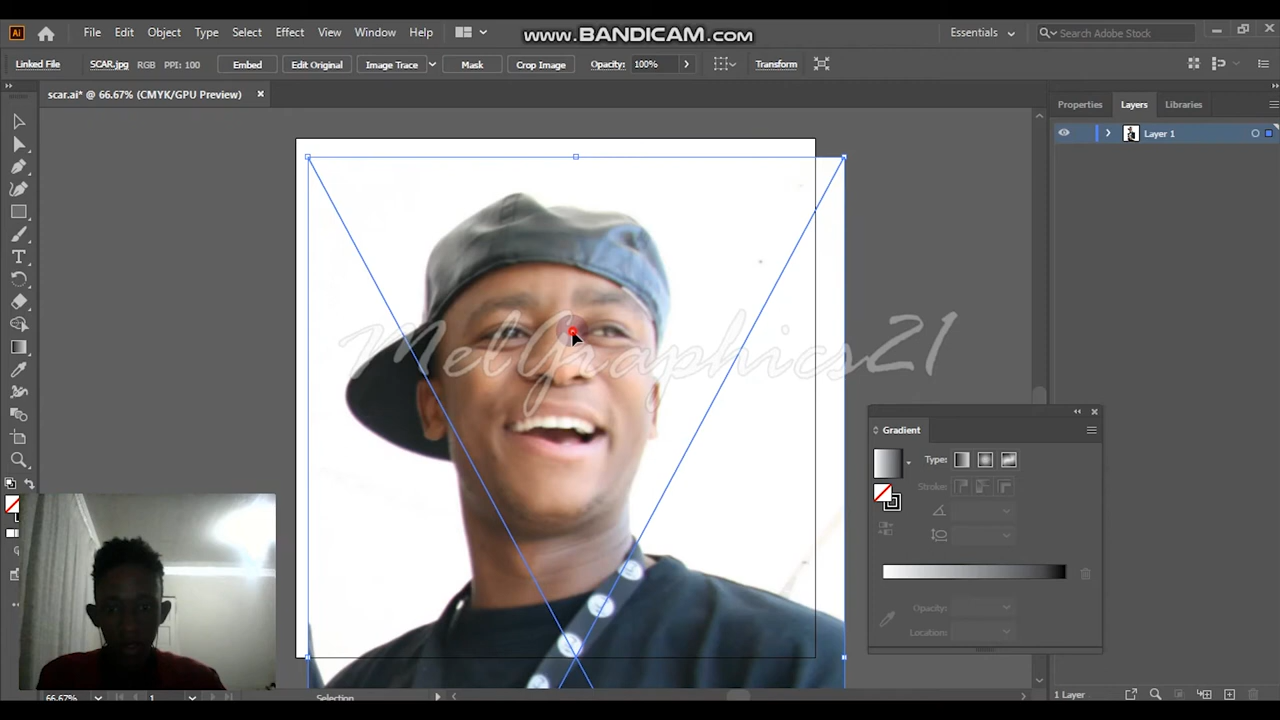 www.BANDICAM.com
Ai File Edit Object Type Select Effect View Window Help Essentials Search Adobe Stock
Linked File SCAR.jpg RGB PPI: 100 Embed Edit Original Image Trace Mask Crop Image Opacity: 100% Transform
scar.ai* @ 66.67% (CMYK/GPU Preview)
Properties Layers Libraries
Layer 1
MelGraphics21
Gradient
Type:
Stroke:
Opacity:
Location:
66.67% 1 Selection 1 Layer